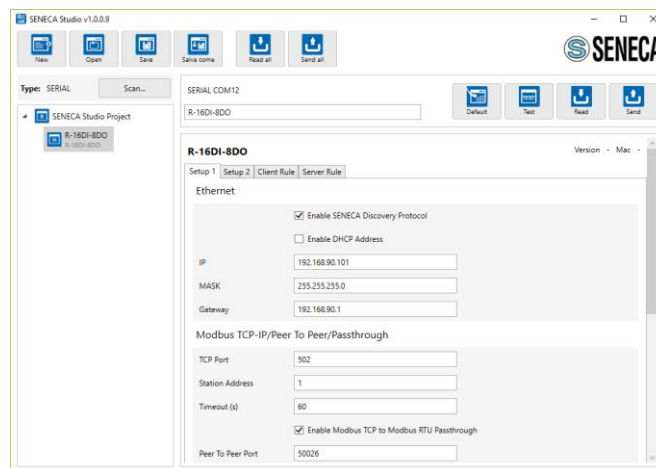 SENECA Studio v1.0.0.9
New Open Save Salva come Read all Send all
SENECA
Type: SERIAL Scan...
SENECA Studio Project
R-16DI-8DO
R-16DI-8DO
SERIAL COM12
R-16DI-8DO
Default Test Read Send
R-16DI-8DO Version - Mac -
Setup 1 Setup 2 Client Rule Server Rule
Ethernet
Enable SENECA Discovery Protocol
Enable DHCP Address
IP 192.168.90.101
MASK 255.255.255.0
Gateway 192.168.90.1
Modbus TCP-IP/Peer To Peer/Passthrough
TCP Port 502
Station Address 1
Timeout (s) 60
Enable Modbus TCP to Modbus RTU Passthrough
Peer To Peer Port 50026